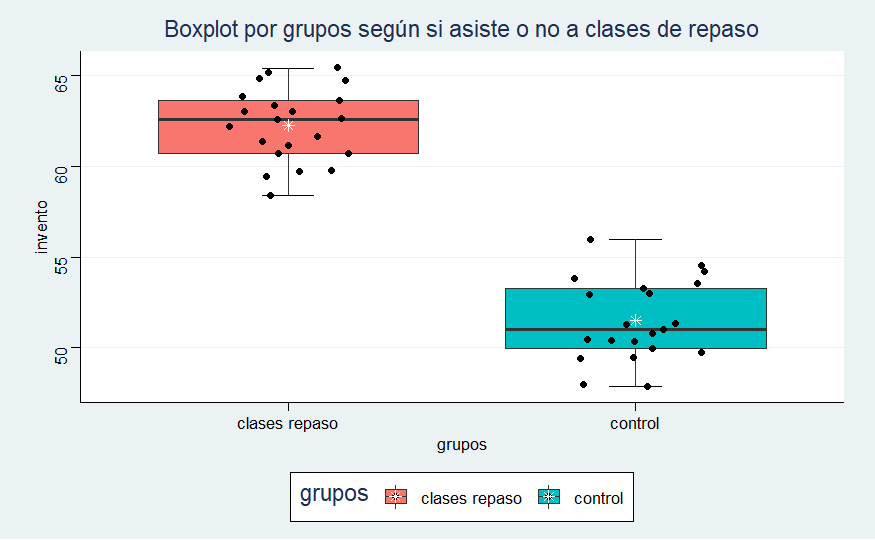 Boxplot por grupos según si asiste o no a clases de repaso
65
60
55
50
invento
clases repaso control
grupos
grupos clases repaso control